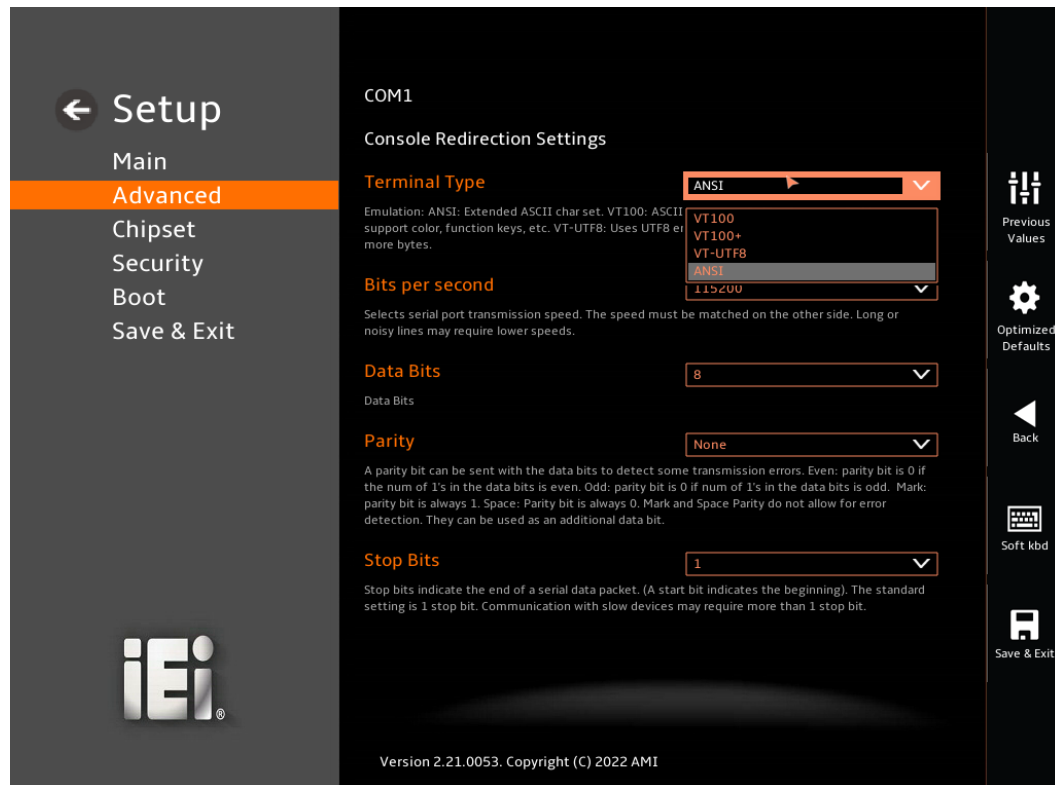 Setup
Main
Advanced
Chipset
Security
Boot
Save & Exit
COM1
Console Redirection Settings
Terminal Type
ANSI
Emulation: ANSI: Extended ASCII char set. VT100: ASCII
support color, function keys, etc. VT-UTF8: Uses UTF8
more bytes.
VT100
VT100+
VT-UTF8
ANSI
Bits per second
115200
Selects serial port transmission speed. The speed must be matched on the other side. Long or
noisy lines may require lower speeds.
Data Bits
8
Data Bits
Parity
None
A parity bit can be sent with the data bits to detect some transmission errors. Even: parity bit is 0 if
the num of 1's in the data bits is even. Odd: parity bit is 0 if num of 1's in the data bits is odd. Mark:
parity bit is always 1. Space: Parity bit is always 0. Mark and Space Parity do not allow for error
detection. They can be used as an additional data bit.
Stop Bits
1
Stop bits indicate the end of a serial data packet. (A start bit indicates the beginning). The standard
setting is 1 stop bit. Communication with slow devices may require more than 1 stop bit.
Previous
Values
Optimized
Defaults
Back
Soft kbd
Save & Exit
iEi®
Version 2.21.0053. Copyright (C) 2022 AMI